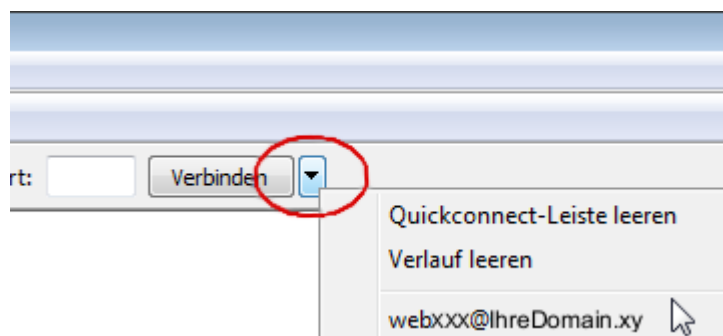 rt: Verbinden
Quickconnect-Leiste leeren
Verlauf leeren
webxxx@IhreDomain.xy